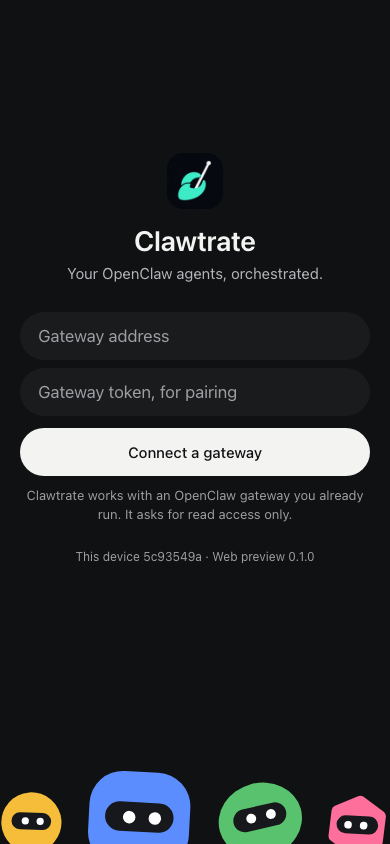 Clawtrate
Your OpenClaw agents, orchestrated.
Gateway address
Gateway token, for pairing
Connect a gateway
Clawtrate works with an OpenClaw gateway you already
run. It asks for read access only.
This device 5c93549a · Web preview 0.1.0